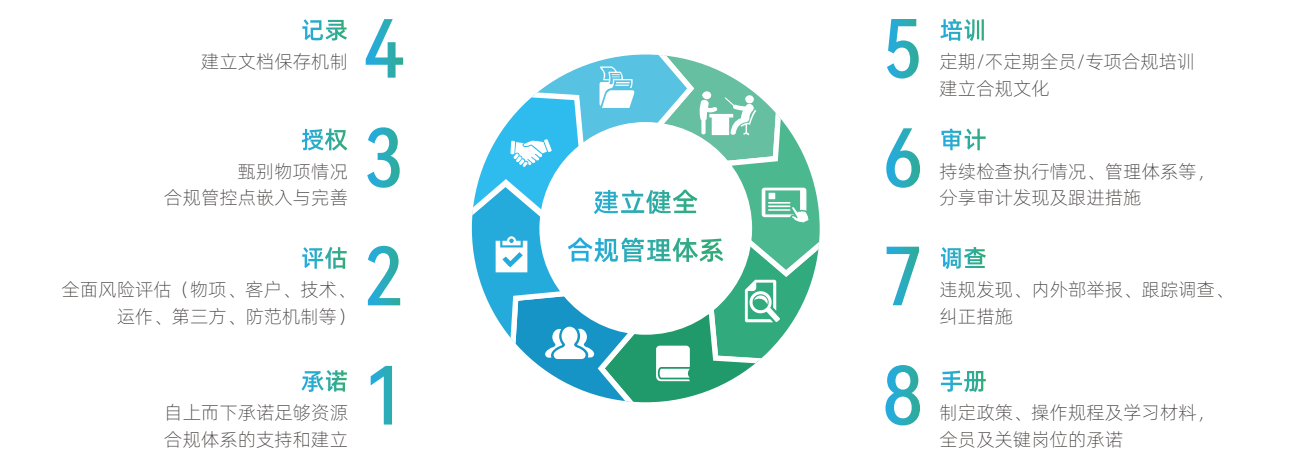 4
记录
建立文档保存机制
3
授权
甄别物项情况
合规管控点嵌入与完善
2
评估
全面风险评估（物项、客户、技术、
运作、第三方、防范机制等）
1
承诺
自上而下承诺足够资源
合规体系的支持和建立
建立健全
合规管理体系
5
培训
定期/不定期全员/专项合规培训
建立合规文化
6
审计
持续检查执行情况、管理体系等，
分享审计发现及跟进措施
7
调查
违规发现、内外部举报、跟踪调查、
纠正措施
8
手册
制定政策、操作规程及学习材料，
全员及关键岗位的承诺